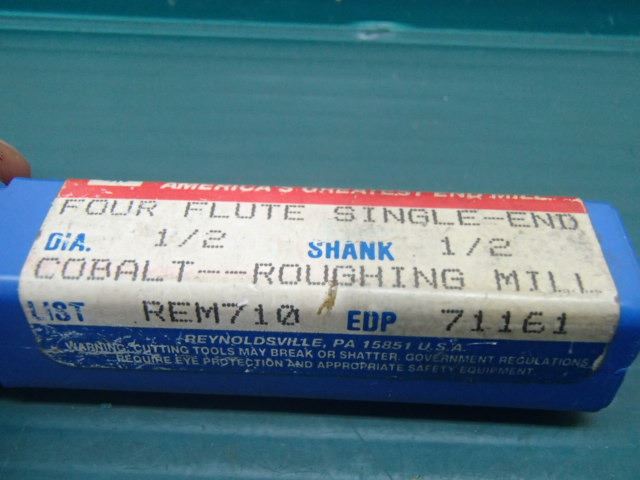 AMERICA'S GREATEST END MILL
FOUR FLUTE SINGLE-END
DIA. 1/2 SHANK 1/2
COBALT--ROUGHING MILL
LIST REM710 EDP 71161
REYNOLDSVILLE, PA 15851 U.S.A.
WARNING: CUTTING TOOLS MAY BREAK OR SHATTER. GOVERNMENT REGULATIONS
REQUIRE EYE PROTECTION AND APPROPRIATE SAFETY EQUIPMENT.